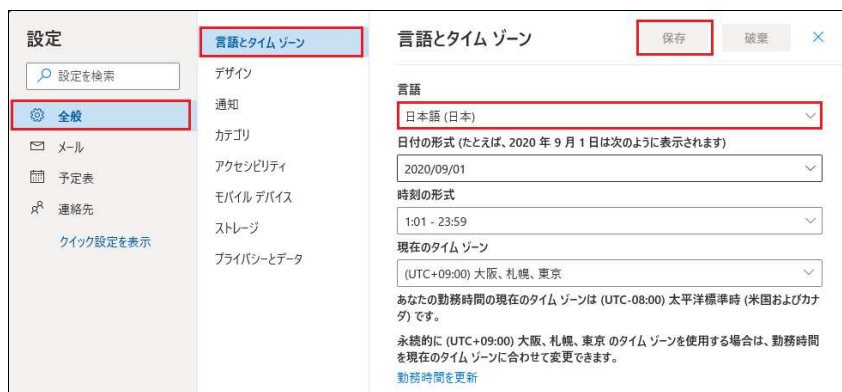 設定
設定を検索
全般
メール
予定表
連絡先
クイック設定を表示
言語とタイム ゾーン
デザイン
通知
カテゴリ
アクセシビリティ
モバイル デバイス
ストレージ
プライバシーとデータ
言語とタイム ゾーン
保存
破棄
言語
日本語 (日本)
日付の形式 (たとえば、2020 年 9 月 1 日は次のように表示されます)
2020/09/01
時刻の形式
1:01 - 23:59
現在のタイム ゾーン
(UTC+09:00) 大阪、札幌、東京
あなたの勤務時間の現在のタイム ゾーンは (UTC-08:00) 太平洋標準時 (米国およびカナ
ダ) です。
永続的に (UTC+09:00) 大阪、札幌、東京 のタイム ゾーンを使用する場合は、勤務時間
を現在のタイム ゾーンに合わせて変更できます。
勤務時間を更新